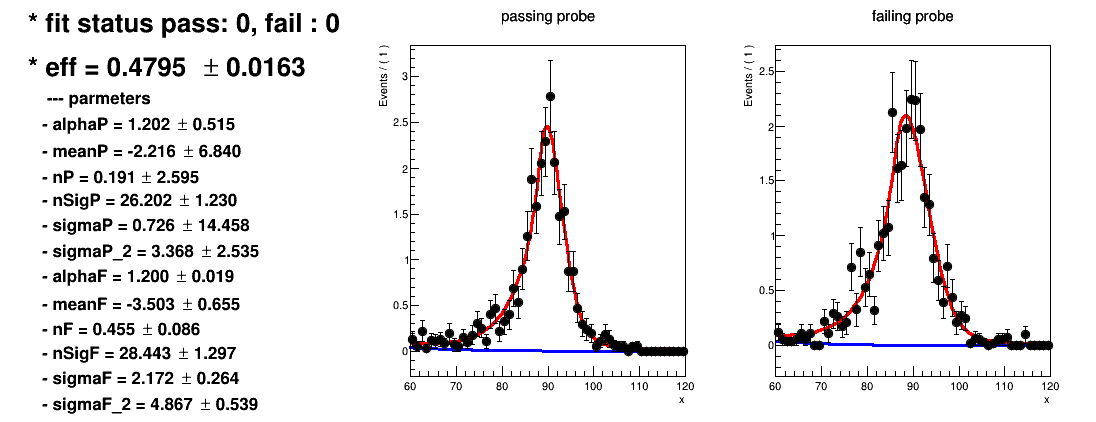 * fit status pass: 0, fail : 0
* eff = 0.4795 ± 0.0163
--- parmeters
- alphaP = 1.202 ± 0.515
- meanP = -2.216 ± 6.840
- nP = 0.191 ± 2.595
- nSigP = 26.202 ± 1.230
- sigmaP = 0.726 ± 14.458
- sigmaP_2 = 3.368 ± 2.535
- alphaF = 1.200 ± 0.019
- meanF = -3.503 ± 0.655
- nF = 0.455 ± 0.086
- nSigF = 28.443 ± 1.297
- sigmaF = 2.172 ± 0.264
- sigmaF_2 = 4.867 ± 0.539
passing probe
Events / ( 1 )
3
2.5
2
1.5
1
0.5
0
60 70 80 90 100 110 120
x
failing probe
Events / ( 1 )
2.5
2
1.5
1
0.5
0
60 70 80 90 100 110 120
x